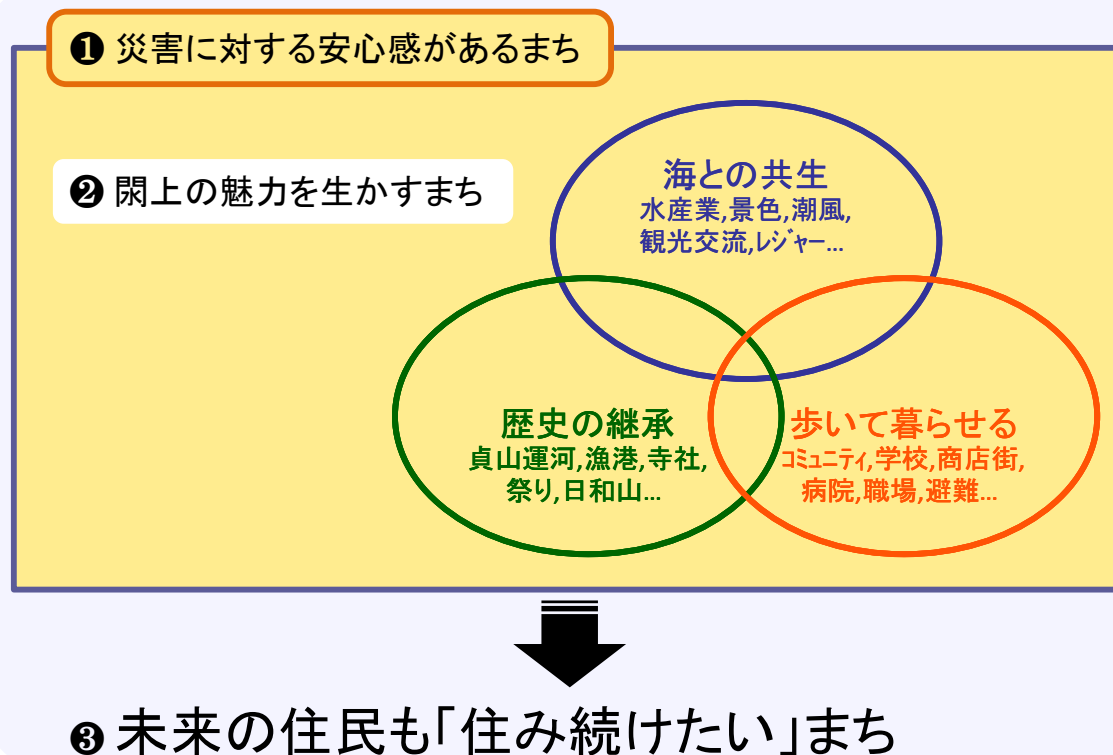 ❶ 災害に対する安心感があるまち
❷ 閖上の魅力を生かすまち
海との共生
水産業,景色,潮風,
観光交流,ﾚｼﾞｬｰ...
歴史の継承
貞山運河,漁港,寺社,
祭り,日和山...
歩いて暮らせる
ｺﾐｭﾆﾃｨ,学校,商店街,
病院,職場,避難...
❸ 未来の住民も「住み続けたい」まち